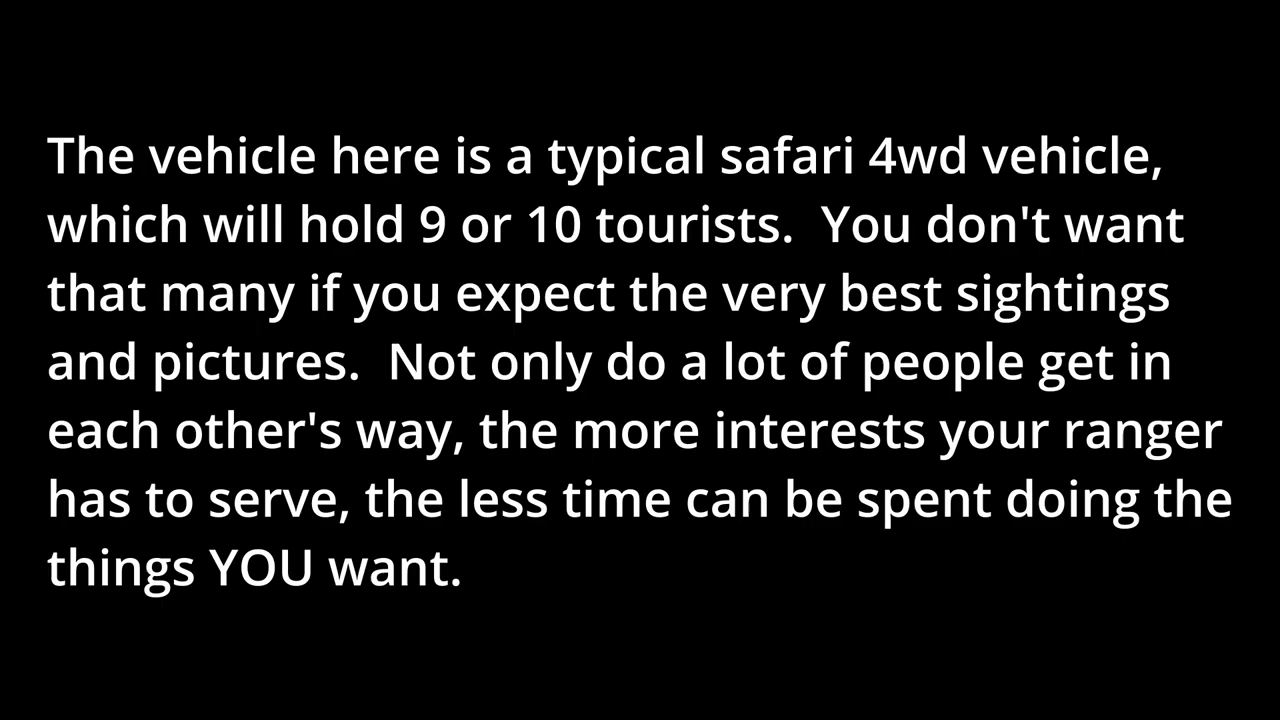 The vehicle here is a typical safari 4wd vehicle,
which will hold 9 or 10 tourists.  You don't want
that many if you expect the very best sightings
and pictures.  Not only do a lot of people get in
each other's way, the more interests your ranger
has to serve, the less time can be spent doing the
things YOU want.